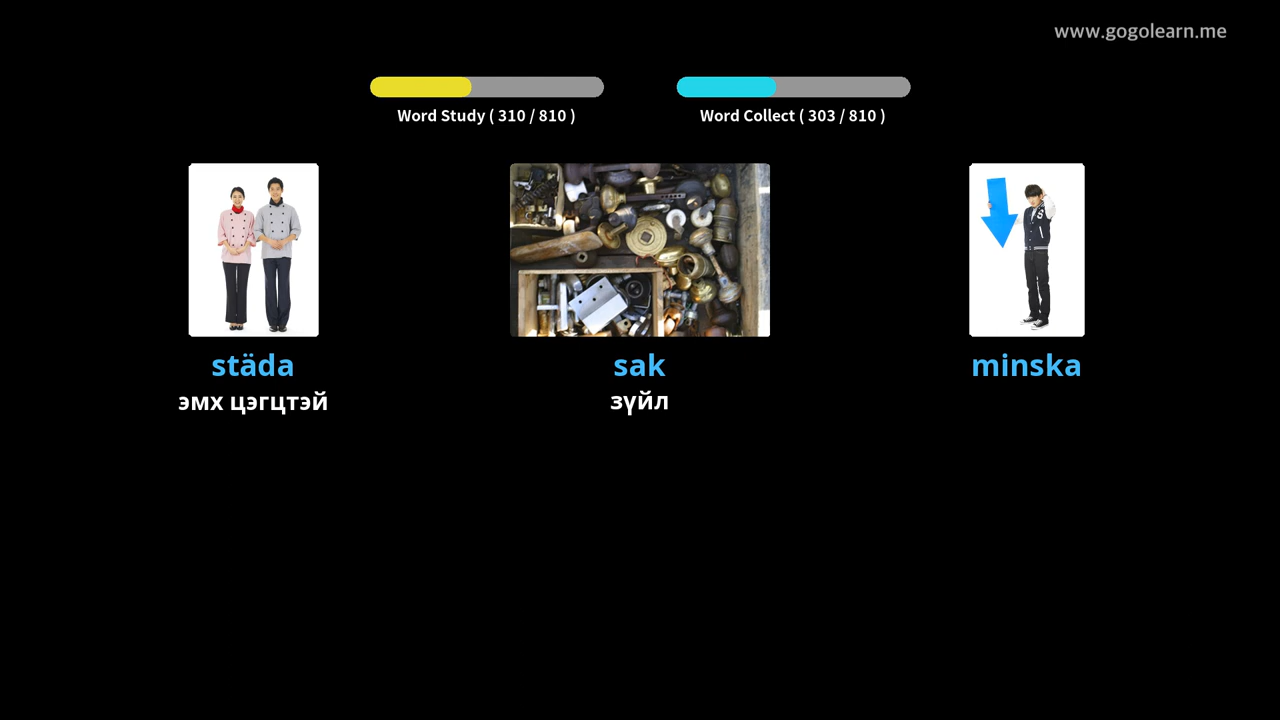 www.gogolearn.me
Word Study ( 310 / 810 )
Word Collect ( 303 / 810 )
städa
эмх цэгцтэй
sak
зүйл
minska